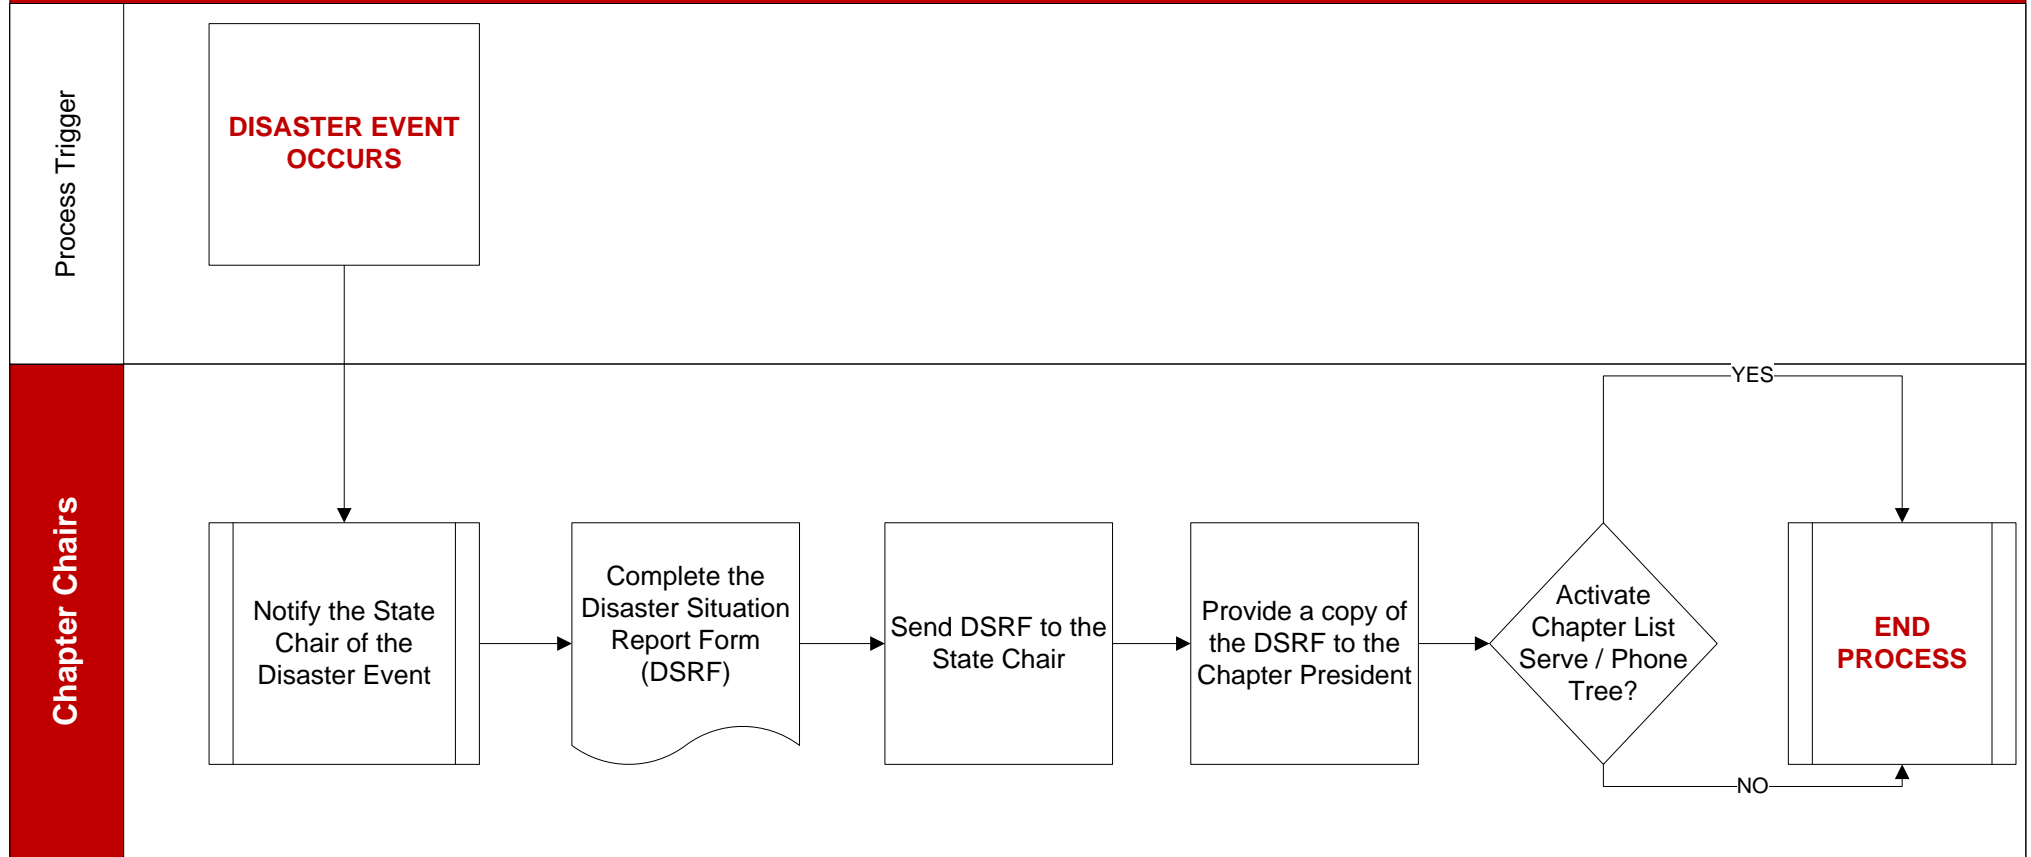 Process Trigger
DISASTER EVENT
OCCURS
Chapter Chairs
Notify the State
Chair of the
Disaster Event
Complete the
Disaster Situation
Report Form
(DSRF)
Send DSRF to the
State Chair
Provide a copy of
the DSRF to the
Chapter President
Activate
Chapter List
Serve / Phone
Tree?
YES
NO
END
PROCESS